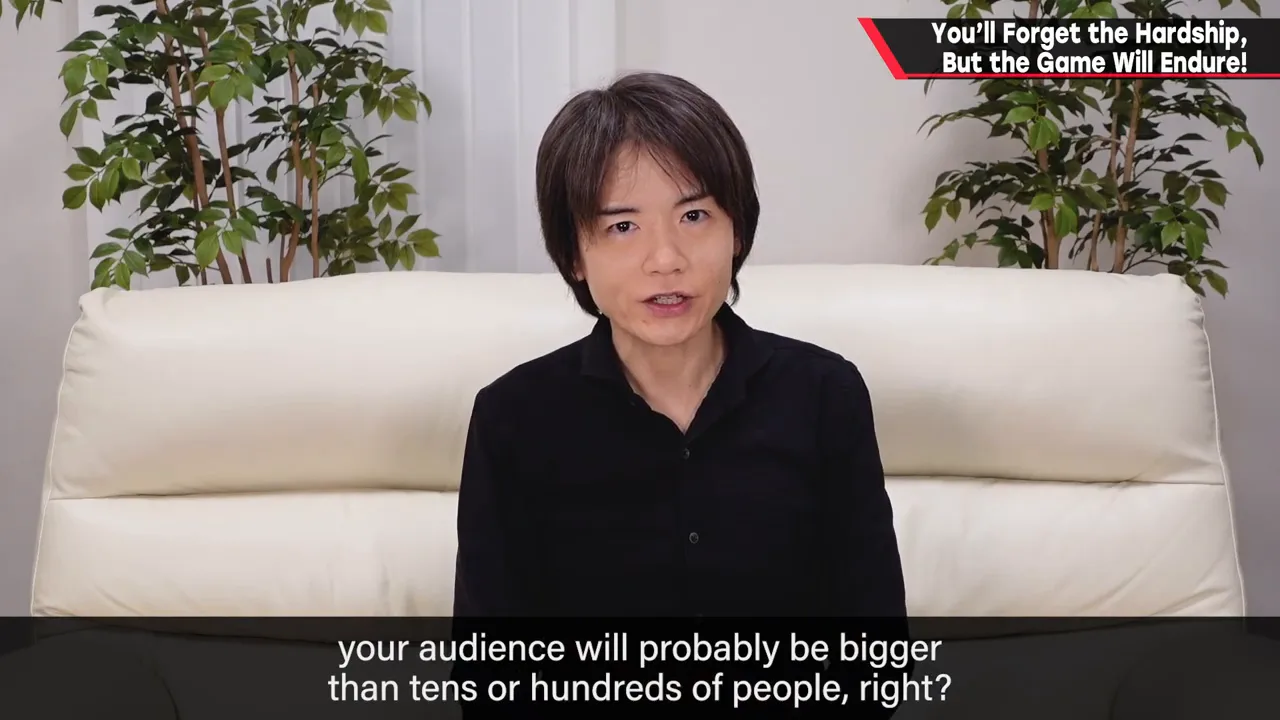 You'll Forget the Hardship,
But the Game Will Endure!
your audience will probably be bigger
than tens or hundreds of people, right?